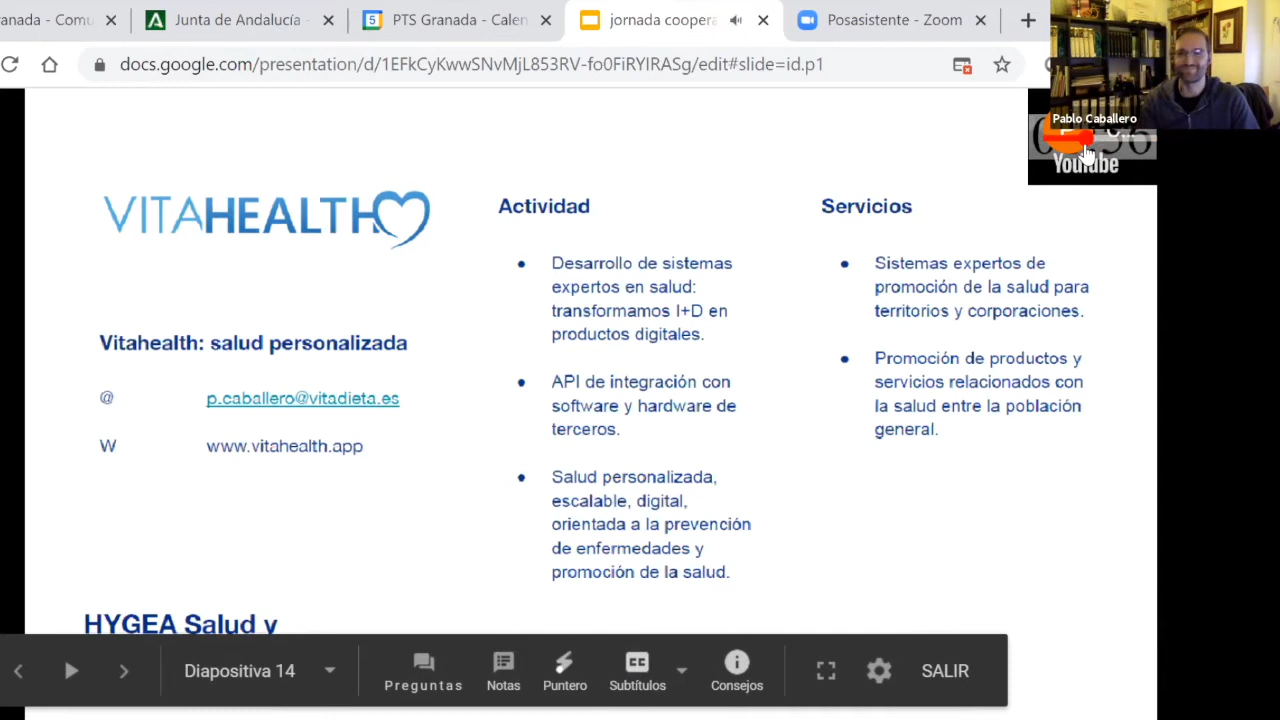 nada - Comu
Junta de Andalucía -
5
PTS Granada - Calen
jornada coopera
Posasistente - Zoom
docs.google.com/presentation/d/1EFkCyKwwSNvMjL853RV-fo0FiRYIRASg/edit#slide=id.p1
Pablo Caballero
YouTube
VITAHEALTH
Vitahealth: salud personalizada
@ p.caballero@vitadieta.es
W www.vitahealth.app
Actividad
• Desarrollo de sistemas
expertos en salud:
transformamos I+D en
productos digitales.
• API de integración con
software y hardware de
terceros.
• Salud personalizada,
escalable, digital,
orientada a la prevención
de enfermedades y
promoción de la salud.
Servicios
• Sistemas expertos de
promoción de la salud para
territorios y corporaciones.
• Promoción de productos y
servicios relacionados con
la salud entre la población
general.
HYGEA Salud y
Diapositiva 14
Preguntas
Notas
Puntero
CC
Subtítulos
Consejos
SALIR